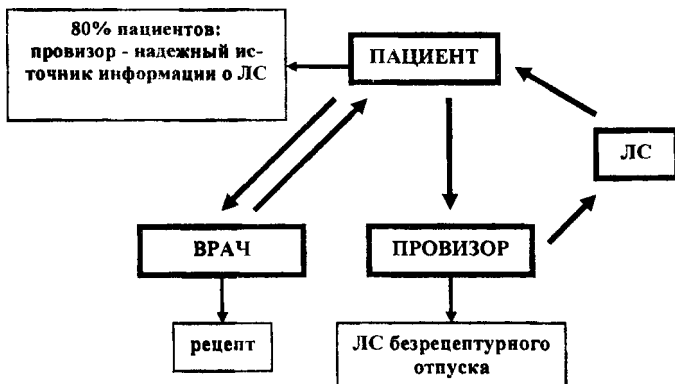 80% пациентов:
провизор - надежный ис-
точник информации о ЛС
ПАЦИЕНТ
ЛС
ВРАЧ
ПРОВИЗОР
рецепт
ЛС безрецептурного
отпуска